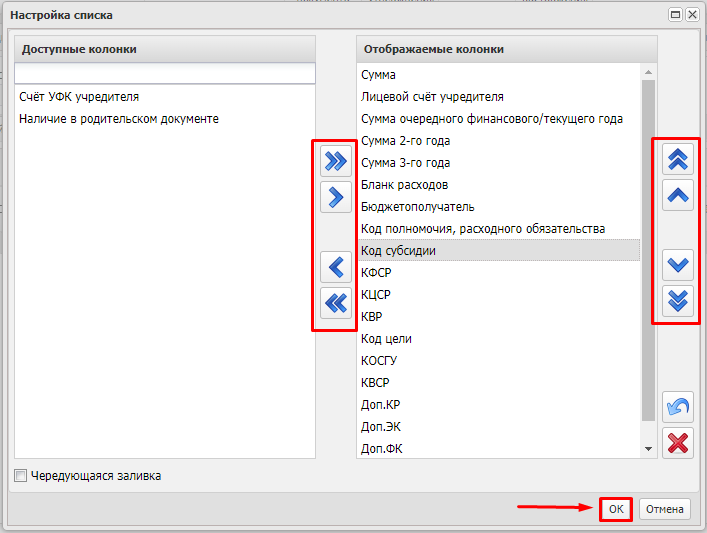 Настройка списка
Доступные колонки
Счёт УФК учредителя
Наличие в родительском документе
Отображаемые колонки
Сумма
Лицевой счёт учредителя
Сумма очередного финансового/текущего года
Сумма 2-го года
Сумма 3-го года
Бланк расходов
Бюджетополучатель
Код полномочия, расходного обязательства
Код субсидии
КФСР
КЦСР
КВР
Код цели
КОСГУ
КВСР
Доп.КР
Доп.ЭК
Доп.ФК
Чередующаяся заливка
ОК
Отмена